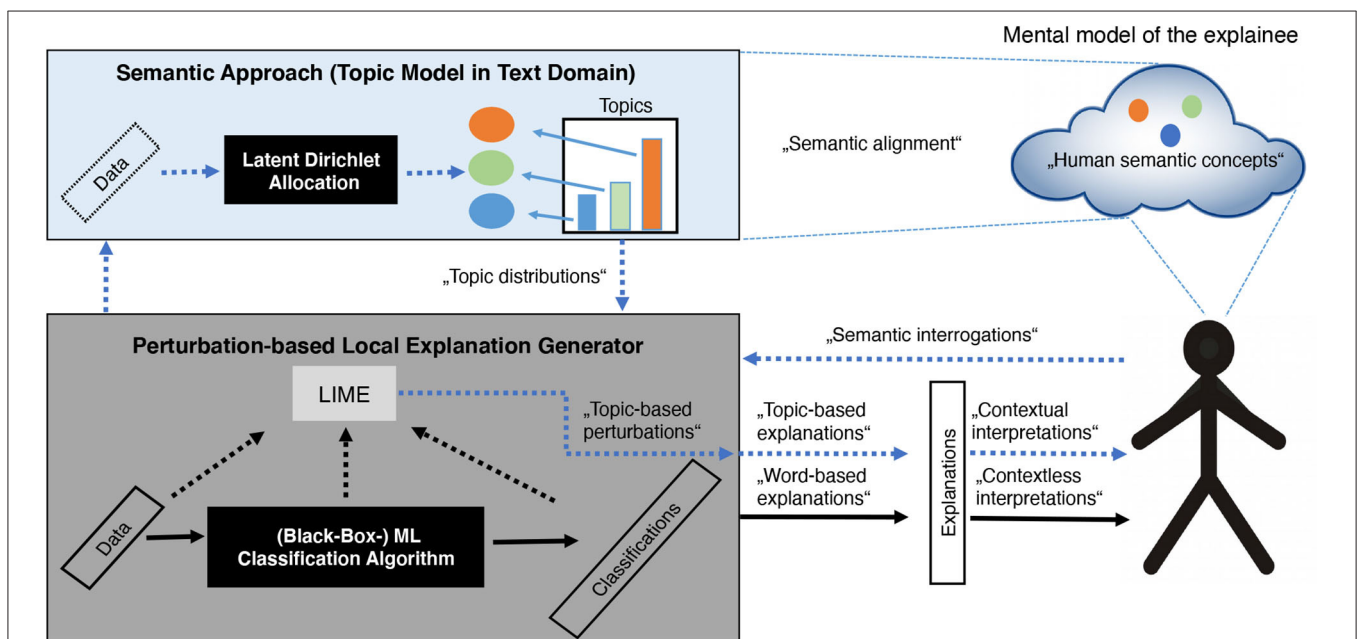 Mental model of the explainee
Semantic Approach (Topic Model in Text Domain)
Topics
Data
Latent Dirichlet
Allocation
„Semantic alignment“
„Human semantic concepts“
„Topic distributions“
Perturbation-based Local Explanation Generator
„Semantic interrogations“
LIME
„Topic-based
perturbations“
„Topic-based
explanations“
„Contextual
interpretations“
„Word-based
explanations“
„Contextless
interpretations“
Explanations
Data
(Black-Box-) ML
Classification Algorithm
Classifications